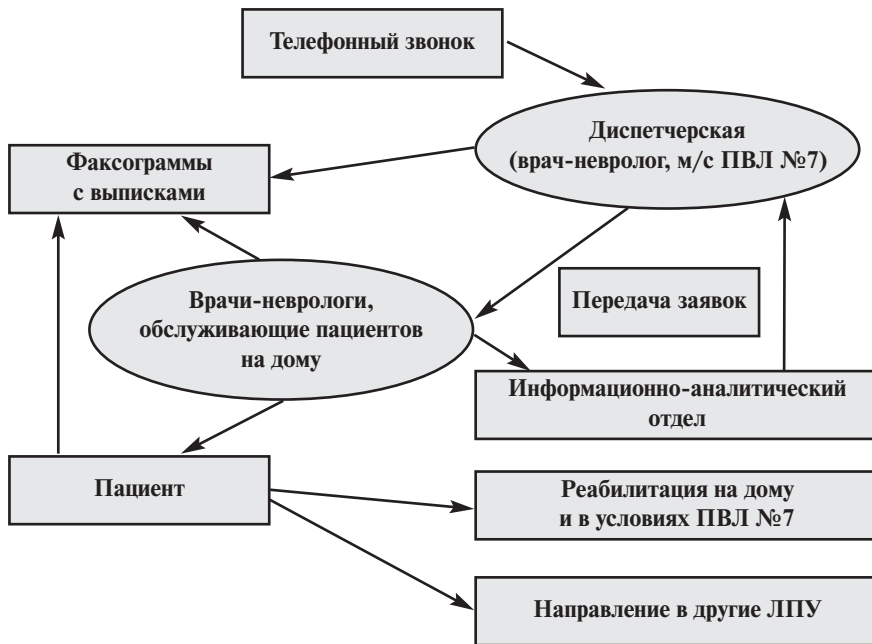 Телефонный звонок
Диспетчерская
(врач-невролог, м/с ПВЛ №7)
Факсограммы
с выписками
Врачи-неврологи,
обслуживающие пациентов
на дому
Передача заявок
Информационно-аналитический
отдел
Пациент
Реабилитация на дому
и в условиях ПВЛ №7
Направление в другие ЛПУ